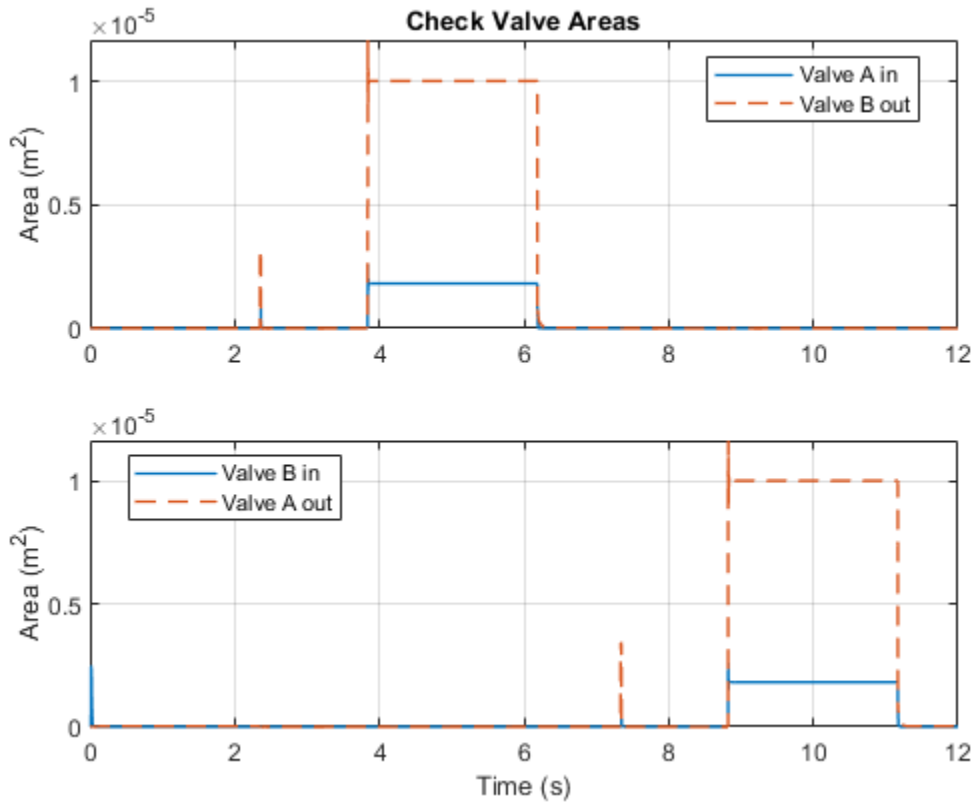 ×10-5
Check Valve Areas
Area (m2)
1
0.5
0
Valve A in
Valve B out
0 2 4 6 8 10 12
×10-5
Area (m2)
1
0.5
0
Valve B in
Valve A out
0 2 4 6 8 10 12
Time (s)